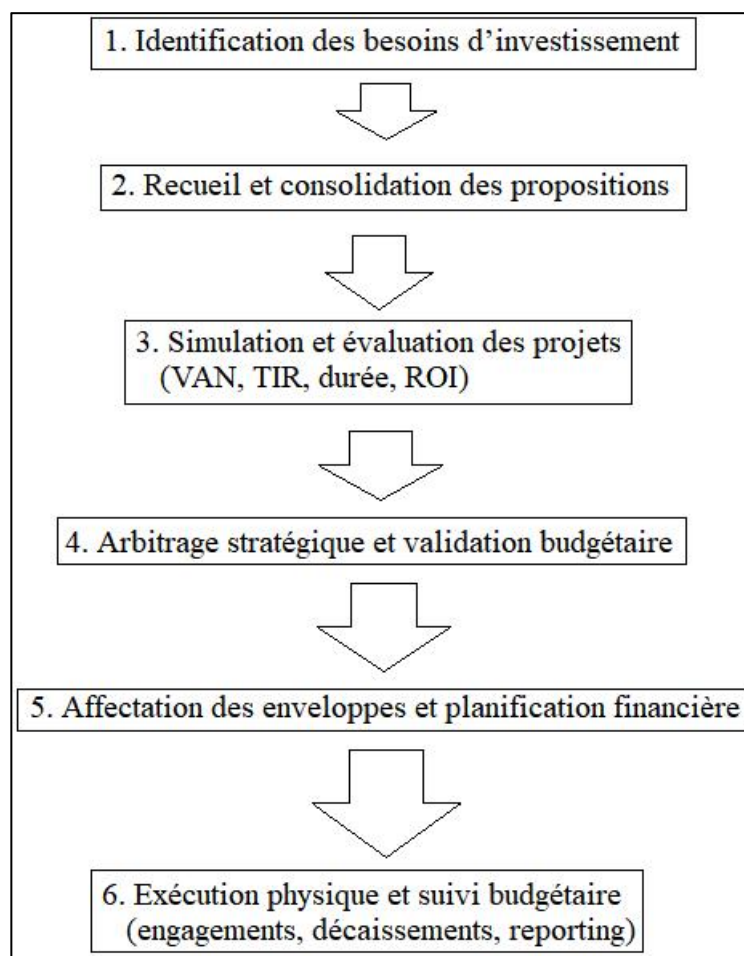 1. Identification des besoins d’investissement
2. Recueil et consolidation des propositions
3. Simulation et évaluation des projets
(VAN, TIR, durée, ROI)
4. Arbitrage stratégique et validation budgétaire
5. Affectation des enveloppes et planification financière
6. Exécution physique et suivi budgétaire
(engagements, décaissements, reporting)